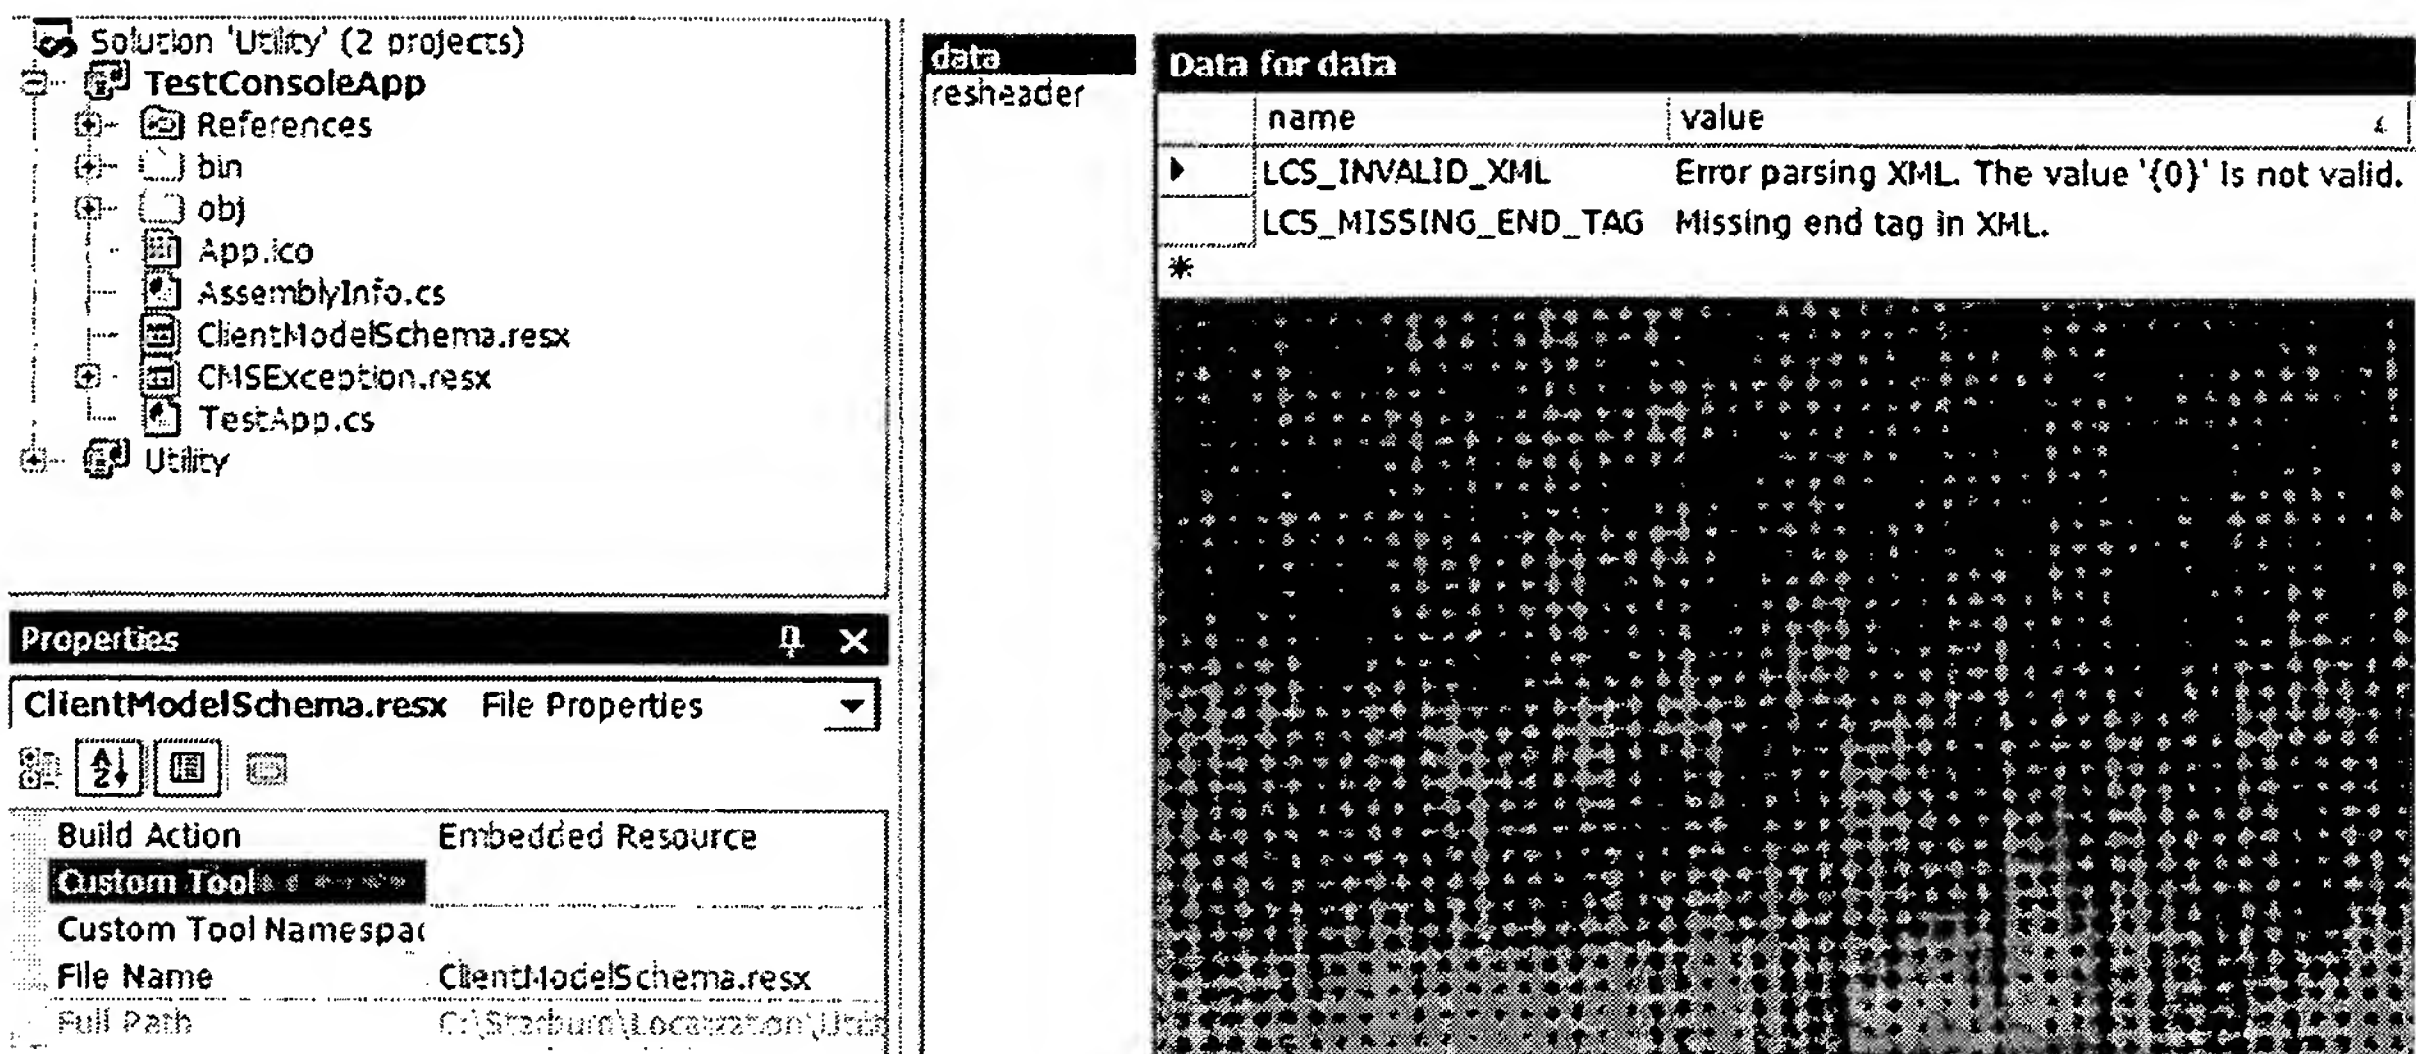 Solution 'Utility' (2 projects)
TestConsoleApp
References
bin
obj
App.ico
AssemblyInfo.cs
ClientModelSchema.resx
CMSException.resx
TestApp.cs
Utility
Properties
ClientModelSchema.resx File Properties
Build Action Embedded Resource
Custom Tool
Custom Tool Namespac
File Name ClientModelSchema.resx
Full Path C:\Starburn\Localization\Utilit
data
resheader
Data for data
name value
LCS_INVALID_XML Error parsing XML. The value '{0}' is not valid.
LCS_MISSING_END_TAG Missing end tag in XML.
*